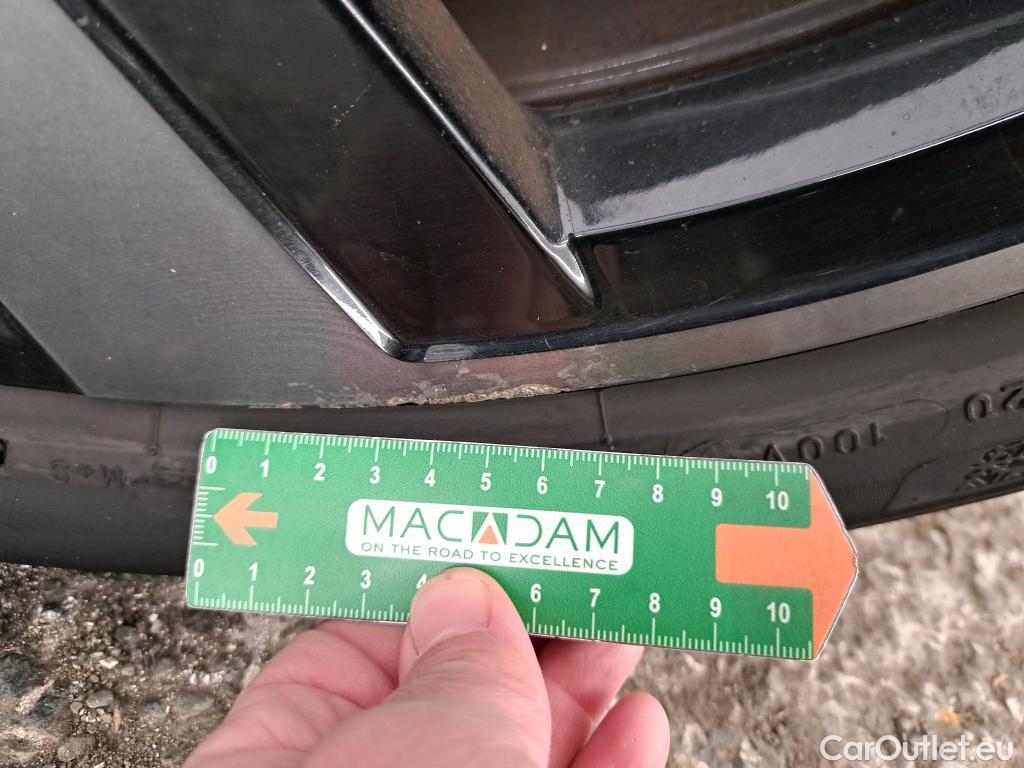 20
100V
M+S
0 1 2 3 4 5 6 7 8 9 10
MACADAM
ON THE ROAD TO EXCELLENCE
0 1 2 3 4 6 7 8 9 10
CarOutlet.eu